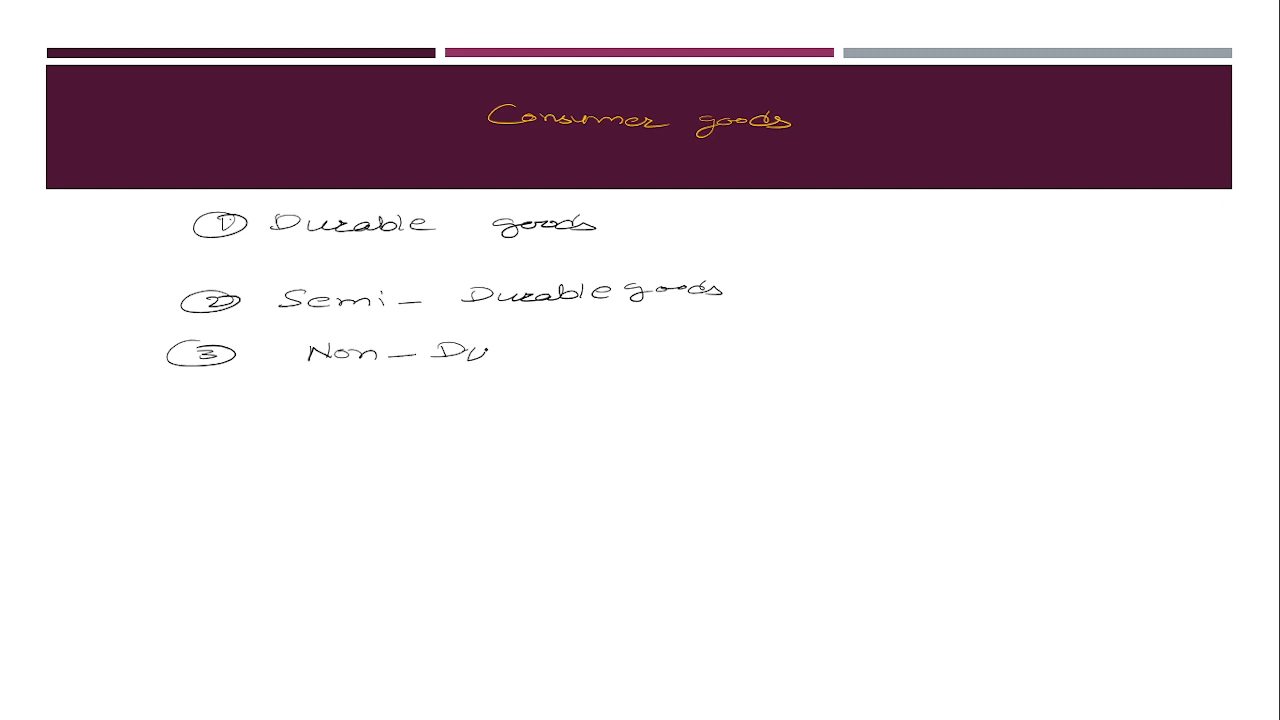 Consumer goods
① Durable goods
② Semi - Durable goods
③ Non - Du